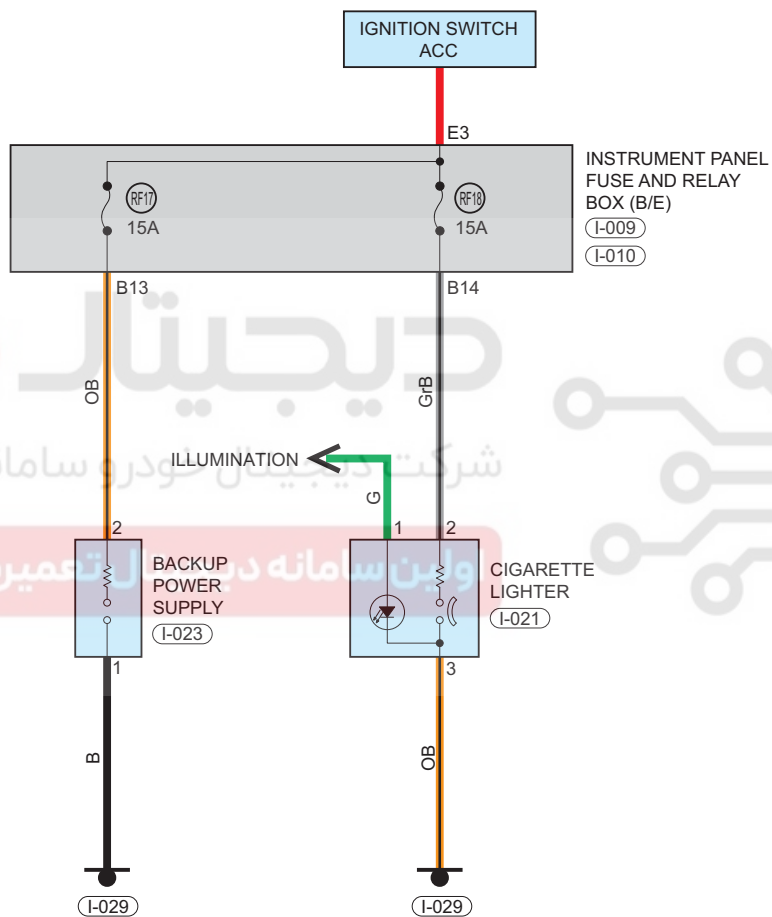 IGNITION SWITCH
ACC
E3
INSTRUMENT PANEL
FUSE AND RELAY
BOX (B/E)
I-009
I-010
RF17
15A
RF18
15A
B13
B14
دیجیتال
OB
GrB
ILLUMINATION
شرکت دیجیتال خودرو
G
2
1
2
اولین سامانه دیجیتال
BACKUP
POWER
SUPPLY
I-023
CIGARETTE
LIGHTER
I-021
1
3
B
OB
I-029
I-029